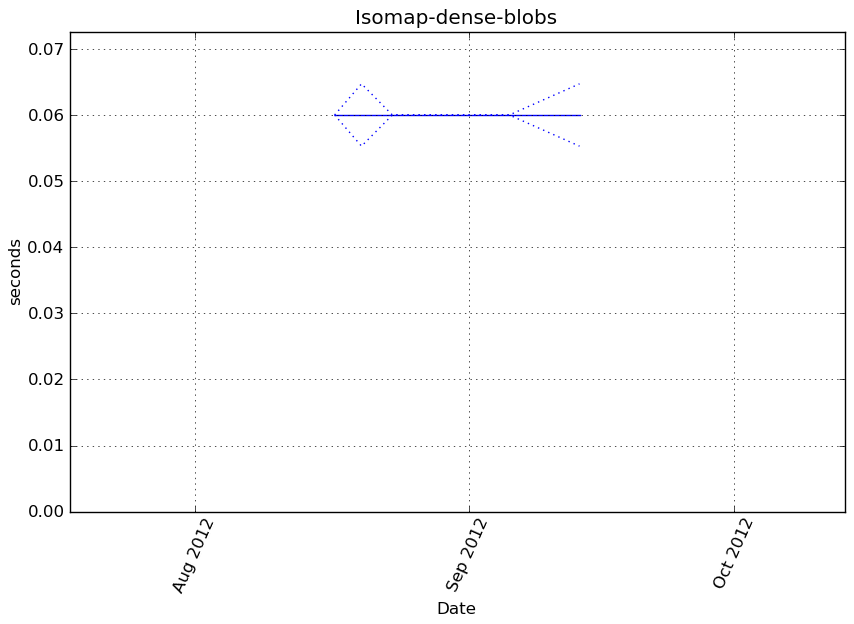 Isomap-dense-blobs
0.07
0.06
0.05
0.04
0.03
0.02
0.01
0.00
seconds
Aug 2012
Sep 2012
Oct 2012
Date